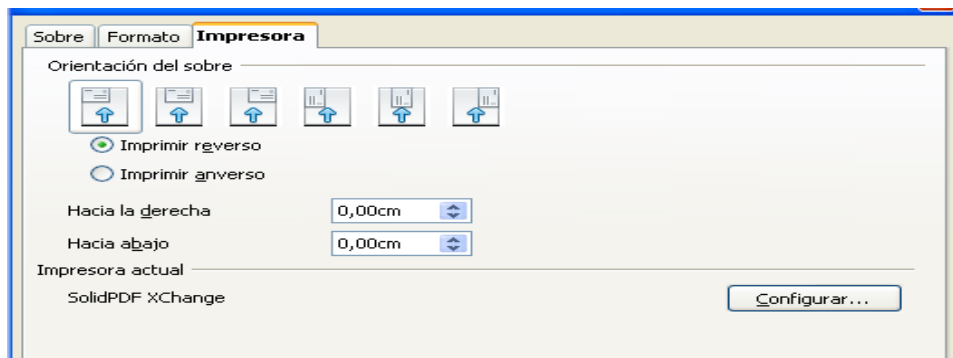 Sobre Formato Impresora
Orientación del sobre
Imprimir reverso
Imprimir anverso
Hacia la derecha 0,00cm
Hacia abajo 0,00cm
Impresora actual
SolidPDF XChange Configurar...